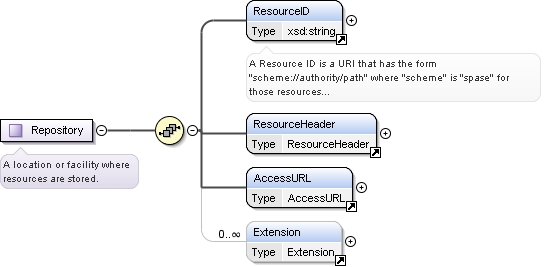 ResourceID
Type xsd:string
A Resource ID is a URI that has the form
"scheme://authority/path" where "scheme" is "spase" for
those resources...
Repository
A location or facility where
resources are stored.
ResourceHeader
Type ResourceHeader
AccessURL
Type AccessURL
0..∞
Extension
Type Extension